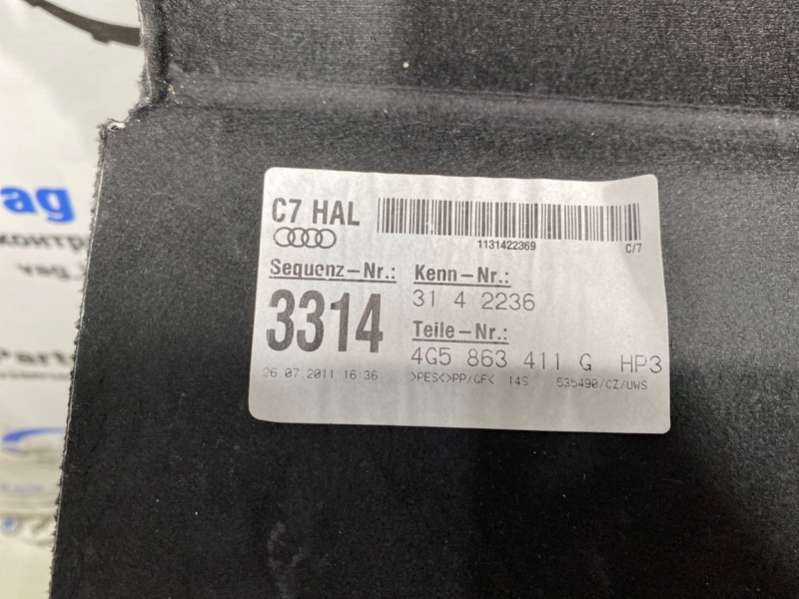 C7 HAL
1131422369
C/7
Sequenz-Nr.:
3314
Kenn-Nr.:
31 4 2236
Teile-Nr.:
4G5 863 411 G HP3
26.07.2011 16:36
>PES<>PP/GF< 14S
S35490/CZ/UWS
ag
контр
vag.
Part